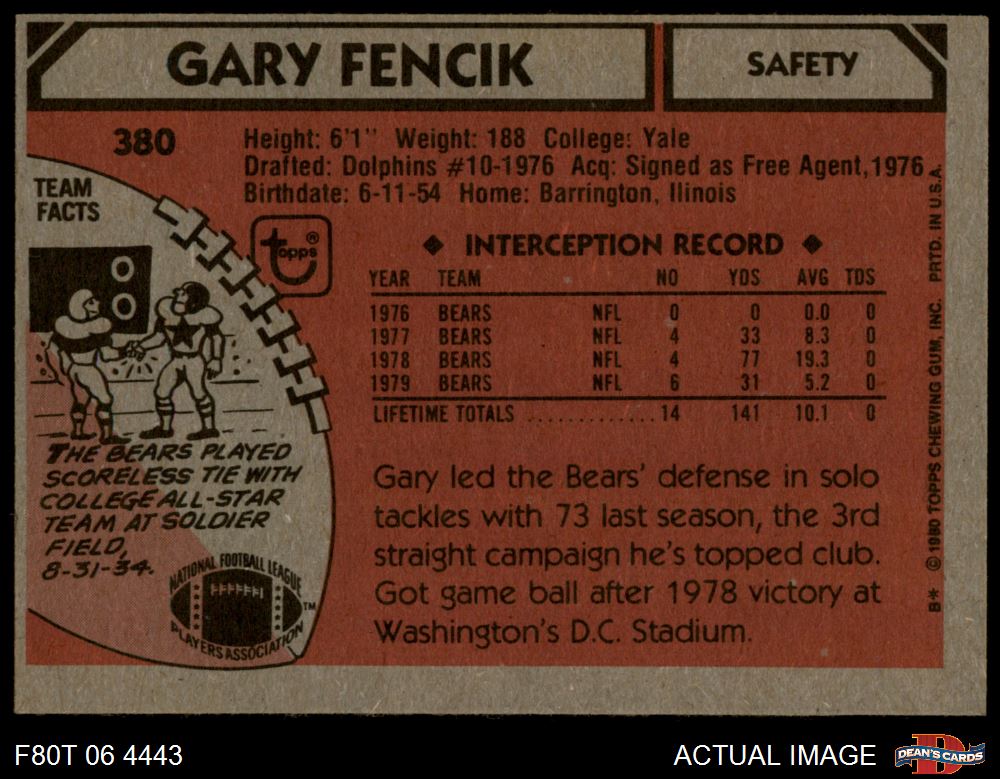 GARY FENCIK
SAFETY
380
Height: 6'1" Weight: 188 College: Yale
Drafted: Dolphins #10-1976 Acq: Signed as Free Agent, 1976
Birthdate: 6-11-54 Home: Barrington, Illinois
TEAM
FACTS
topps®
◆ INTERCEPTION RECORD ◆
YEAR TEAM NO YDS AVG TDS
1976 BEARS NFL 0 0 0.0 0
1977 BEARS NFL 4 33 8.3 0
1978 BEARS NFL 4 77 19.3 0
1979 BEARS NFL 6 31 5.2 0
LIFETIME TOTALS .................... 14 141 10.1 0
0
0
THE BEARS PLAYED
SCORELESS TIE WITH
COLLEGE ALL-STAR
TEAM AT SOLDIER
FIELD,
8-31-34.
NATIONAL FOOTBALL LEAGUE
PLAYERS ASSOCIATION
TM
Gary led the Bears' defense in solo
tackles with 73 last season, the 3rd
straight campaign he's topped club.
Got game ball after 1978 victory at
Washington's D.C. Stadium.
B* © 1980 TOPPS CHEWING GUM, INC. PRTD. IN U.S.A.
F80T 06 4443
ACTUAL IMAGE
D
DEAN'S CARDS